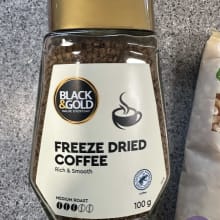 BLACK
&GOLD
FREEZE DRIED
COFFEE
Rich & Smooth
MEDIUM ROAST
100 g